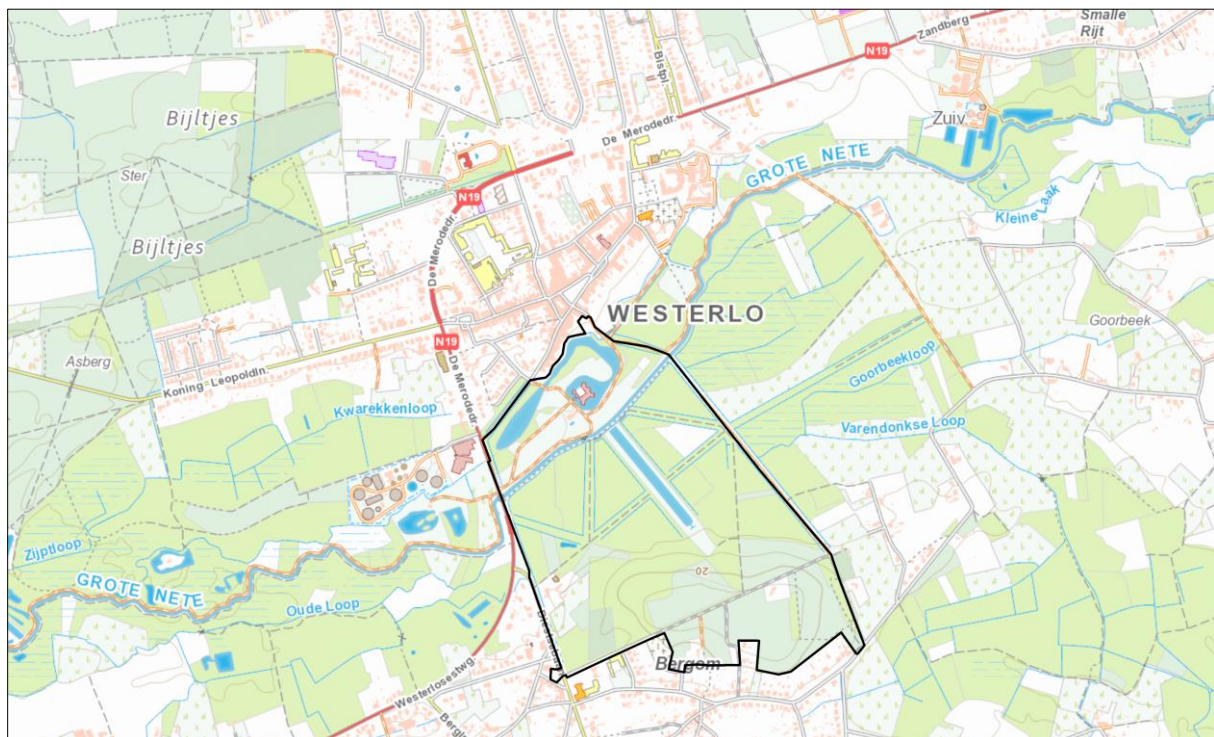 Smalle
Rijt
Zandberg
N19
Bistpl.
Bijltjes
De Merodedr.
Zuiv
Ster
GROTE NETE
N19
Kleine Laak
Bijltjes
De Merodedr.
WESTERLO
Goorbeek
N19
Asberg
Goorbeekloop
Koning Leopoldln.
De Merodedr.
Kwarekkenloop
Varendonkse Loop
Zijptloop
20
GROTE NETE
Oude Loop
Bergom
Westerlosestwg.